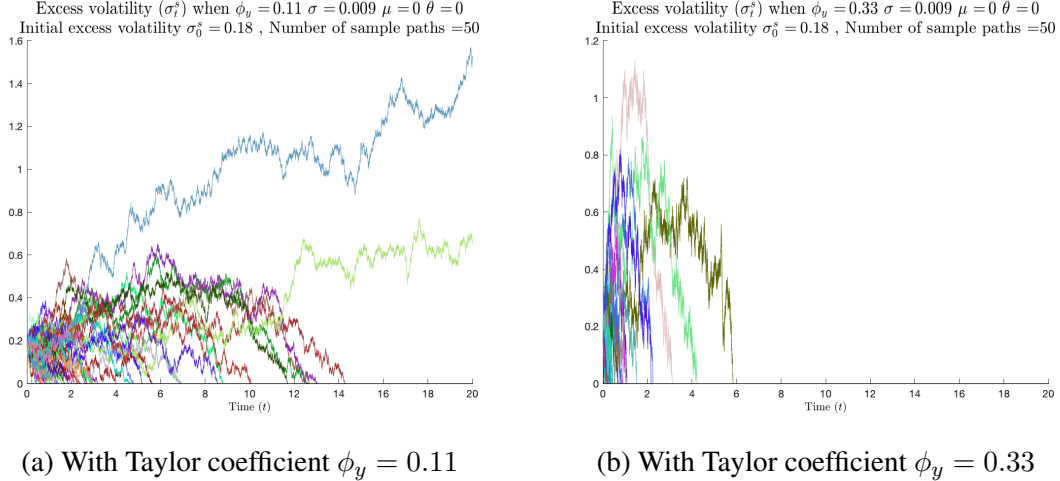 Excess volatility (σ_t^s) when φ_y = 0.11 σ = 0.009 μ = 0 θ = 0
Initial excess volatility σ_0^s = 0.18 , Number of sample paths =50
1.6
1.4
1.2
1
0.8
0.6
0.4
0.2
0
0 2 4 6 8 10 12 14 16 18 20
Time (t)
(a) With Taylor coefficient φ_y = 0.11
Excess volatility (σ_t^s) when φ_y = 0.33 σ = 0.009 μ = 0 θ = 0
Initial excess volatility σ_0^s = 0.18 , Number of sample paths =50
1
0.8
0.6
0.4
0.2
0
0 2 4 6 8 10 12 14 16 18 20
Time (t)
(b) With Taylor coefficient φ_y = 0.33